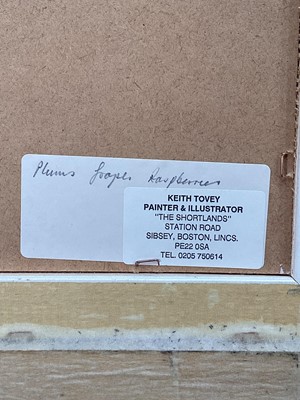 Plums Grapes Raspberries
KEITH TOVEY
PAINTER & ILLUSTRATOR
"THE SHORTLANDS"
STATION ROAD
SIBSEY, BOSTON, LINCS.
PE22 0SA
TEL. 0205 750614